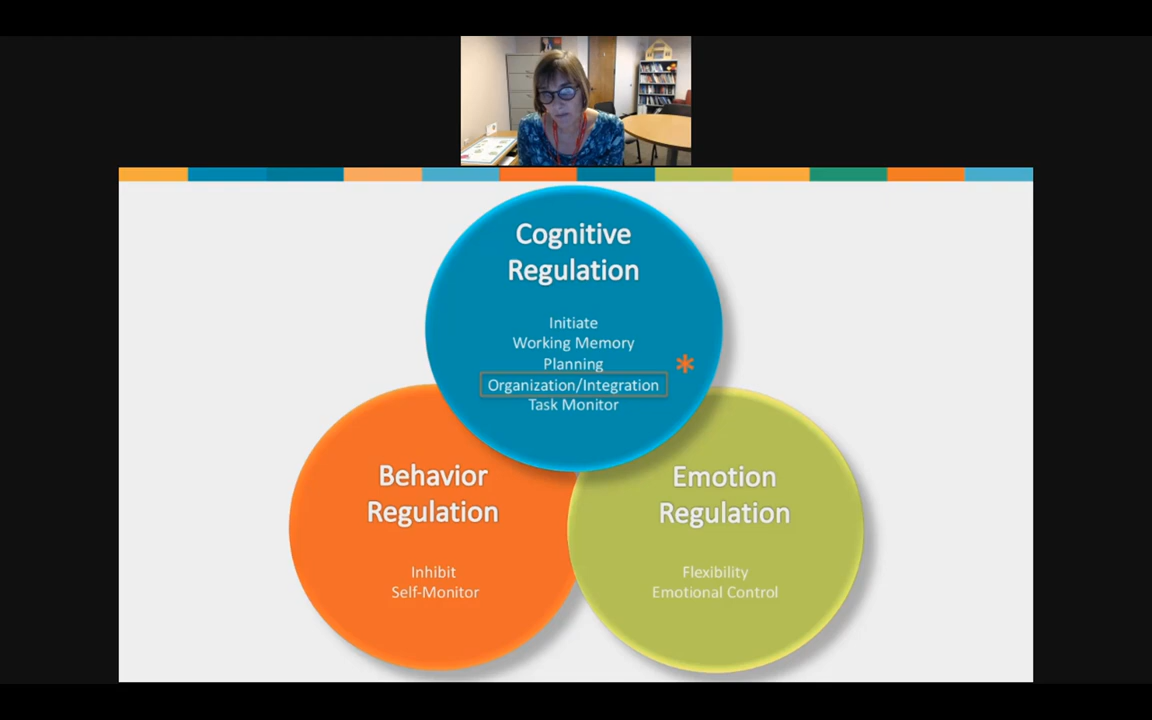 Cognitive
Regulation
Initiate
Working Memory
Planning
*
Organization/Integration
Task Monitor
Behavior
Regulation
Inhibit
Self-Monitor
Emotion
Regulation
Flexibility
Emotional Control